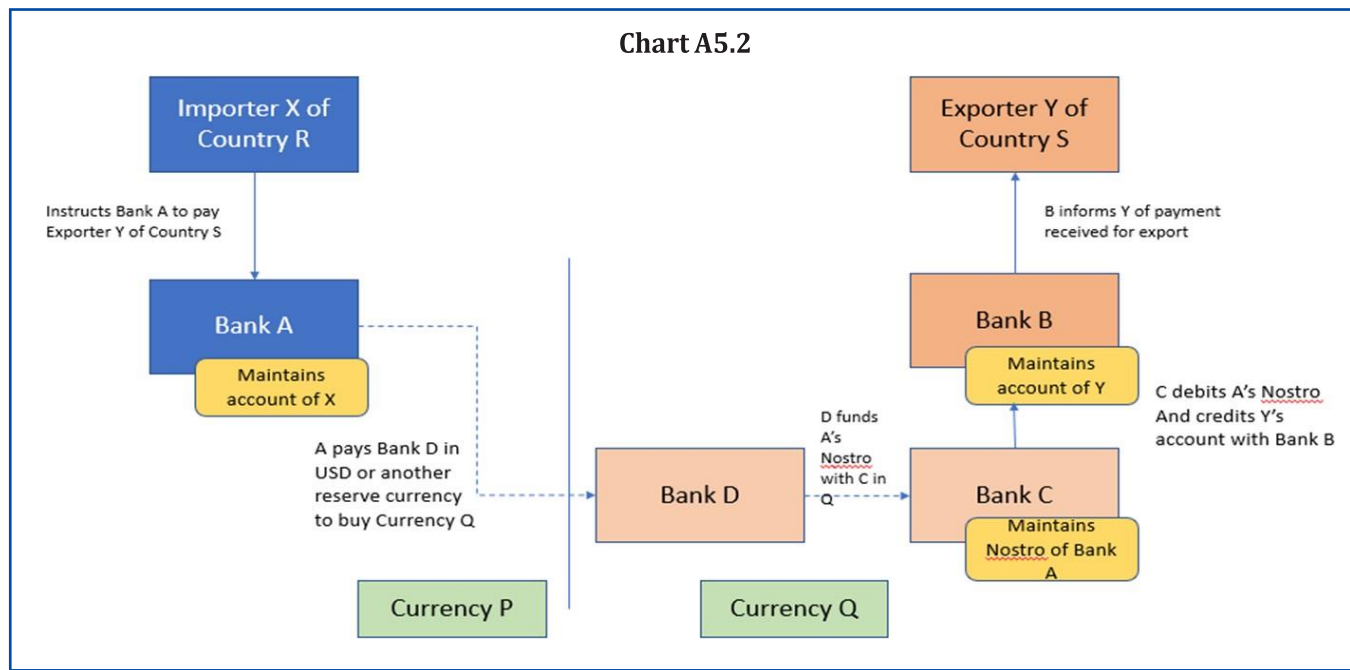 Chart A5.2
Importer X of
Country R
Exporter Y of
Country S
Instructs Bank A to pay
Exporter Y of Country S
B informs Y of payment
received for export
Bank A
Maintains
account of X
Bank B
Maintains
account of Y
C debits A’s Nostro
And credits Y’s
account with Bank B
A pays Bank D in
USD or another
reserve currency
to buy Currency Q
Bank D
D funds
A’s
Nostro
with C in
Q
Bank C
Maintains
Nostro of Bank
A
Currency P
Currency Q